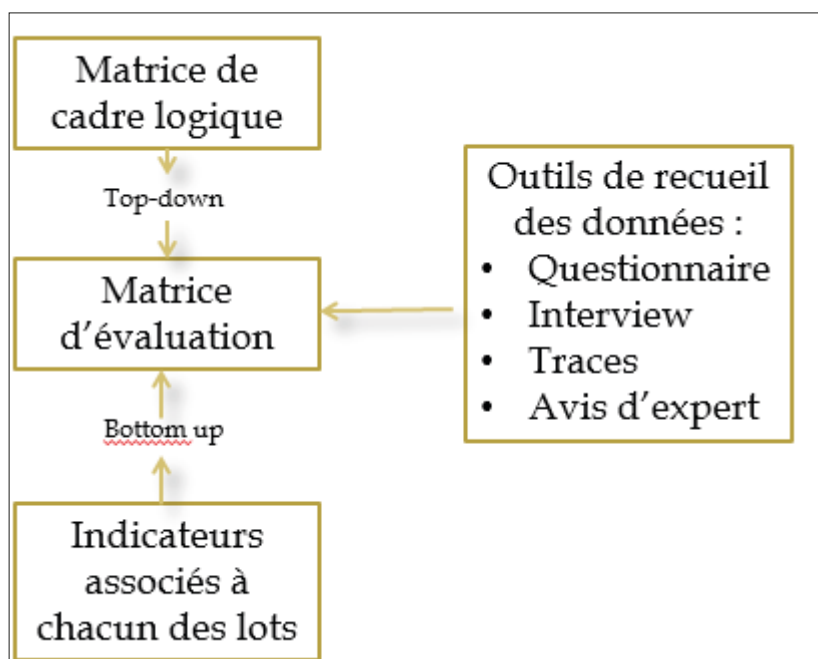 Matrice de
cadre logique
Top-down
Matrice
d’évaluation
Bottom up
Indicateurs
associés à
chacun des lots
Outils de recueil
des données :
• Questionnaire
• Interview
• Traces
• Avis d’expert